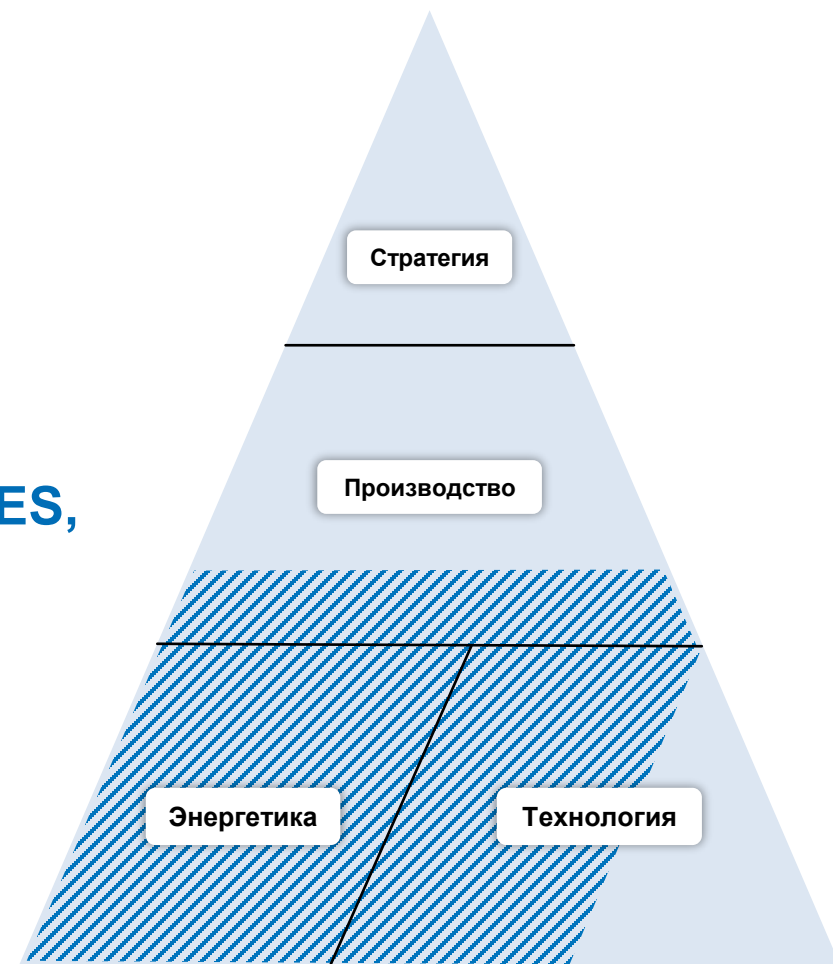 Стратегия
Производство
ES,
Энергетика
Технология